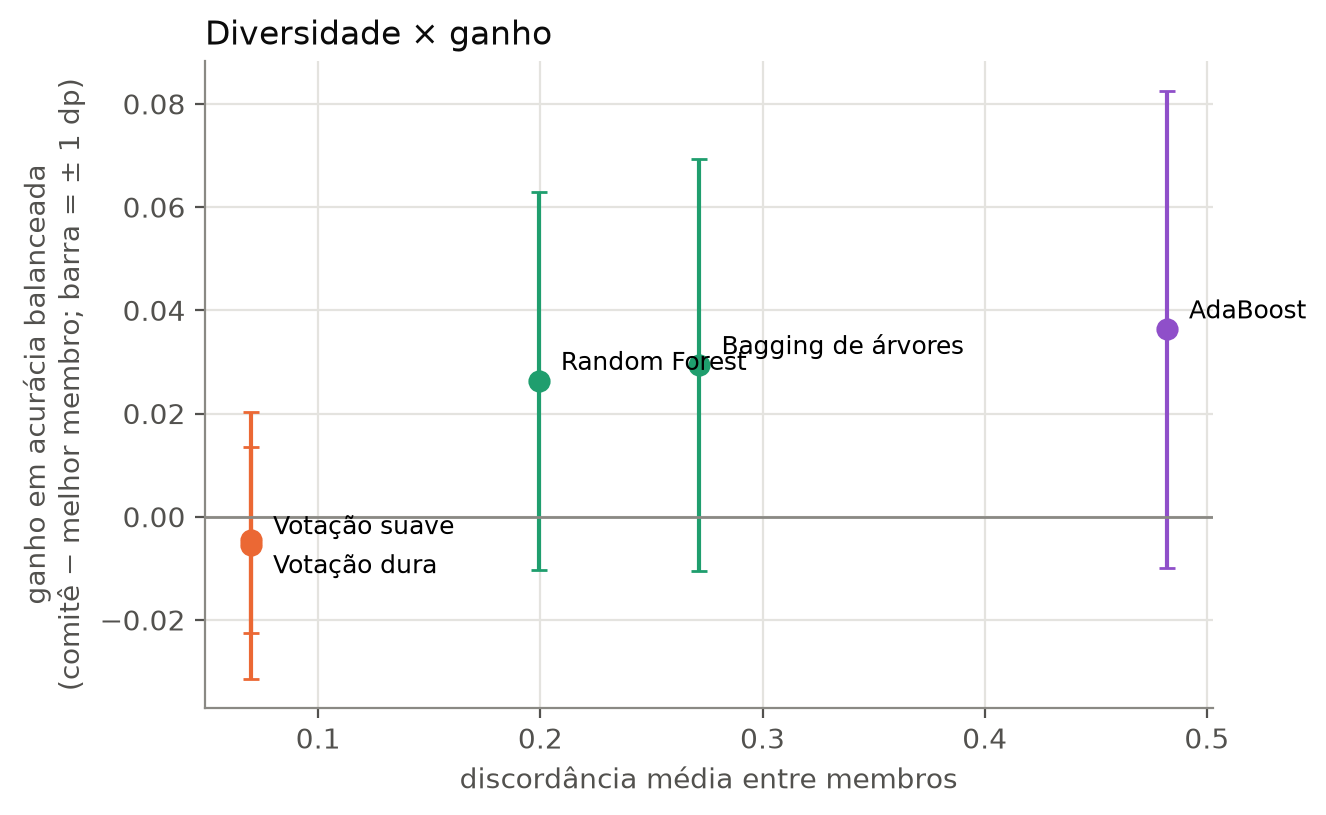 Diversidade × ganho
ganho em acurácia balanceada
(comitê − melhor membro; barra = ± 1 dp)
0.08
0.06
0.04
0.02
0.00
−0.02
AdaBoost
Bagging de árvores
Random Forest
Votação suave
Votação dura
0.1
0.2
0.3
0.4
0.5
discordância média entre membros